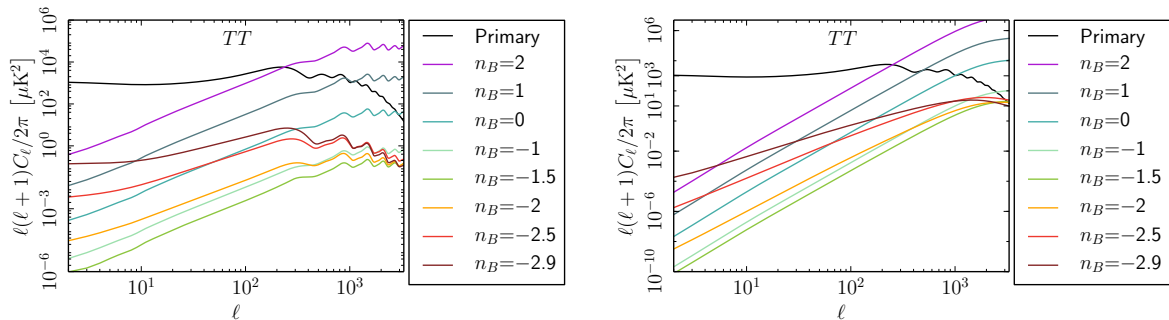 TT
10^6
10^4
10^2
10^0
10^−3
10^−6
ℓ(ℓ + 1)C_ℓ/2π [μK^2]
10^1
10^2
10^3
ℓ
Primary
n_B=2
n_B=1
n_B=0
n_B=−1
n_B=−1.5
n_B=−2
n_B=−2.5
n_B=−2.9
TT
10^6
10^3
10^1
10^−2
10^−6
10^−10
ℓ(ℓ + 1)C_ℓ/2π [μK^2]
10^1
10^2
10^3
ℓ
Primary
n_B=2
n_B=1
n_B=0
n_B=−1
n_B=−1.5
n_B=−2
n_B=−2.5
n_B=−2.9